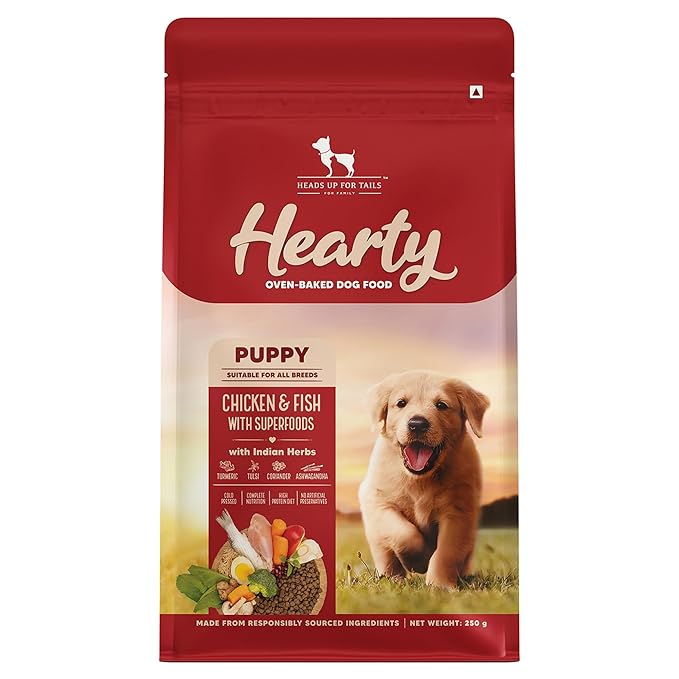 HEADS UP FOR TAILS™
FOR FAMILY
Hearty
OVEN-BAKED DOG FOOD
PUPPY
SUITABLE FOR ALL BREEDS
CHICKEN & FISH
WITH SUPERFOODS
with Indian Herbs
TURMERIC TULSI CORIANDER ASHWAGANDHA
COLD PRESSED
COMPLETE NUTRITION
HIGH PROTEIN DIET
NO ARTIFICIAL PRESERVATIVES
MADE FROM RESPONSIBLY SOURCED INGREDIENTS | NET WEIGHT: 250 g